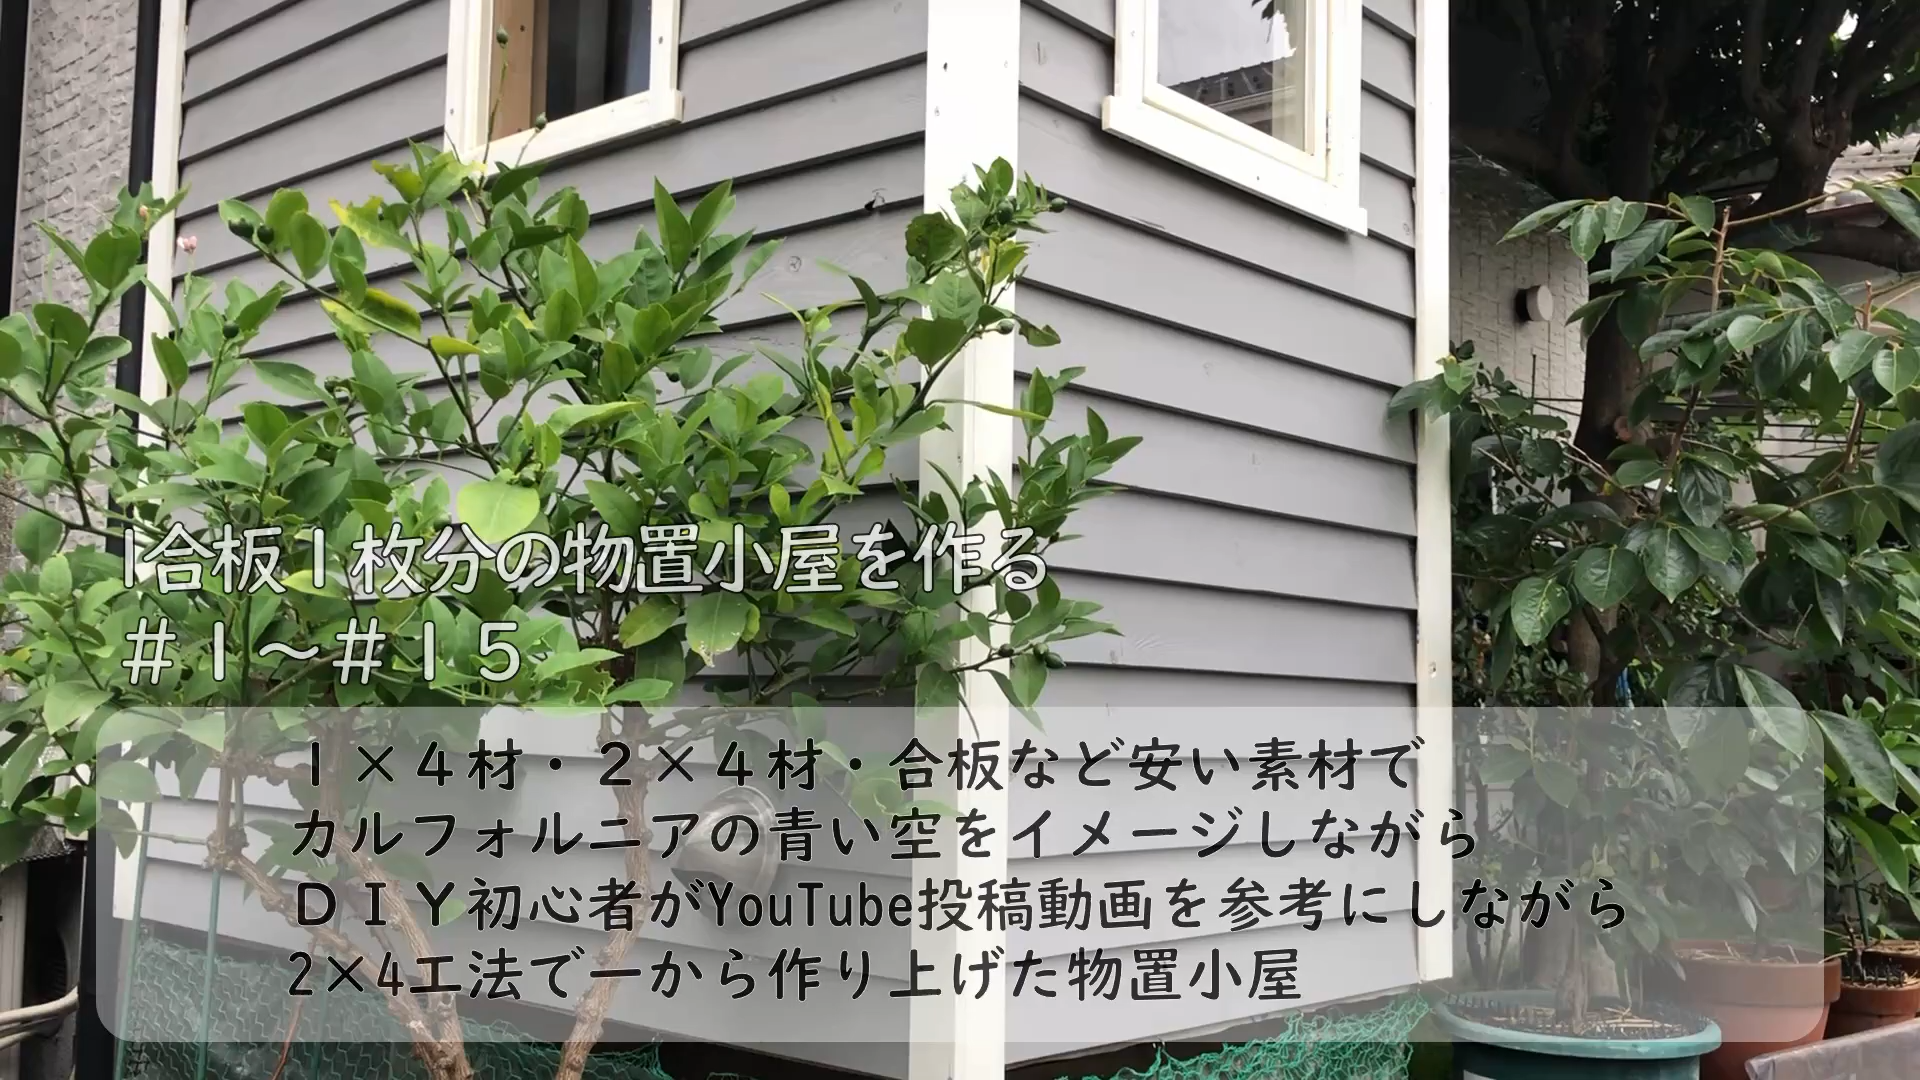 1合板１枚分の物置小屋を作る
＃１～＃１５
１×４材・２×４材・合板など安い素材で
カルフォルニアの青い空をイメージしながら
ＤＩＹ初心者がYouTube投稿動画を参考にしながら
2×4工法で一から作り上げた物置小屋